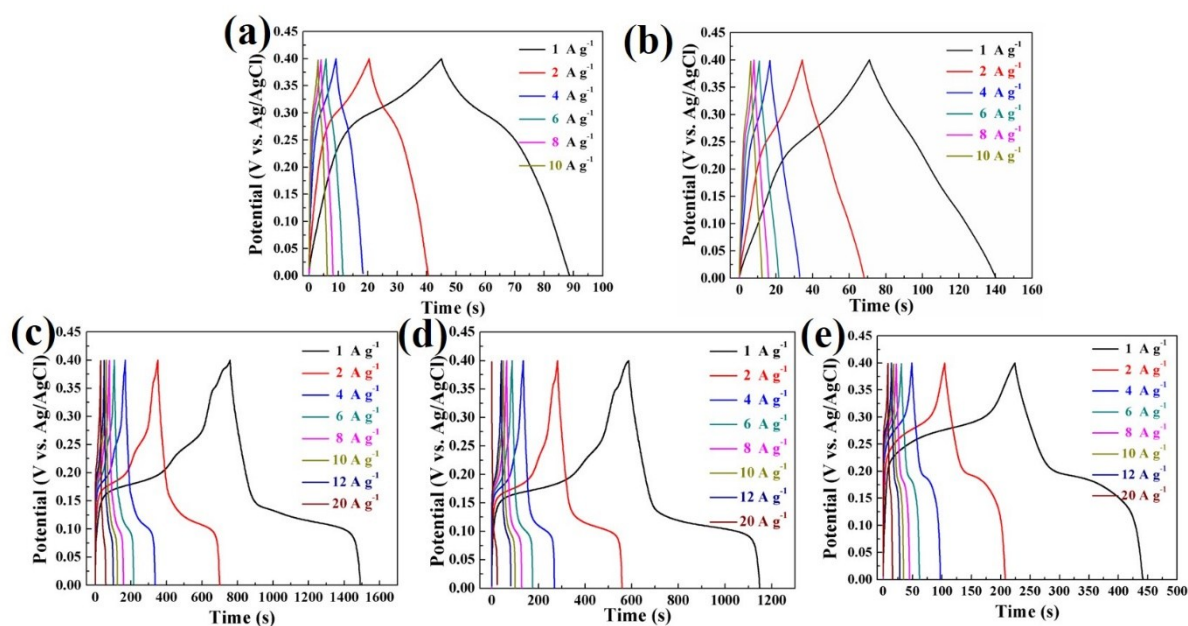 (a)
Potential (V vs. Ag/AgCl)
0.45
0.40
0.35
0.30
0.25
0.20
0.15
0.10
0.05
0.00
1 A g⁻¹
2 A g⁻¹
4 A g⁻¹
6 A g⁻¹
8 A g⁻¹
10 A g⁻¹
0 10 20 30 40 50 60 70 80 90 100
Time (s)
(b)
Potential (V vs. Ag/AgCl)
0.45
0.40
0.35
0.30
0.25
0.20
0.15
0.10
0.05
0.00
1 A g⁻¹
2 A g⁻¹
4 A g⁻¹
6 A g⁻¹
8 A g⁻¹
10 A g⁻¹
0 20 40 60 80 100 120 140 160
Time (s)
(c)
Potential (V vs. Ag/AgCl)
0.45
0.40
0.35
0.30
0.25
0.20
0.15
0.10
0.05
0.00
1 A g⁻¹
2 A g⁻¹
4 A g⁻¹
6 A g⁻¹
8 A g⁻¹
10 A g⁻¹
12 A g⁻¹
20 A g⁻¹
0 200 400 600 800 1000 1200 1400 1600
Time (s)
(d)
Potential (V vs. Ag/AgCl)
0.45
0.40
0.35
0.30
0.25
0.20
0.15
0.10
0.05
0.00
1 A g⁻¹
2 A g⁻¹
4 A g⁻¹
6 A g⁻¹
8 A g⁻¹
10 A g⁻¹
12 A g⁻¹
20 A g⁻¹
0 200 400 600 800 1000 1200
Time (s)
(e)
Potential (V vs. Ag/AgCl)
0.45
0.40
0.35
0.30
0.25
0.20
0.15
0.10
0.05
0.00
1 A g⁻¹
2 A g⁻¹
4 A g⁻¹
6 A g⁻¹
8 A g⁻¹
10 A g⁻¹
12 A g⁻¹
20 A g⁻¹
0 50 100 150 200 250 300 350 400 450 500
Time (s)